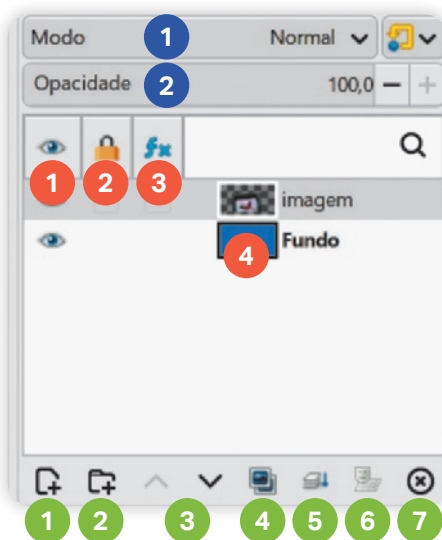 Modo 1 Normal
Opacidade 2 100,0
fx
1 2 3
imagem
4 Fundo
1 2 3 4 5 6 7